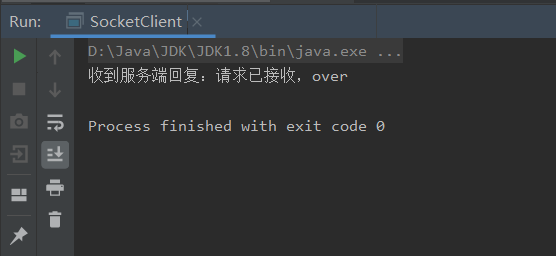 Run: SocketClient
D:\Java\JDK\JDK1.8\bin\java.exe ...
收到服务端回复：请求已接收，over
Process finished with exit code 0